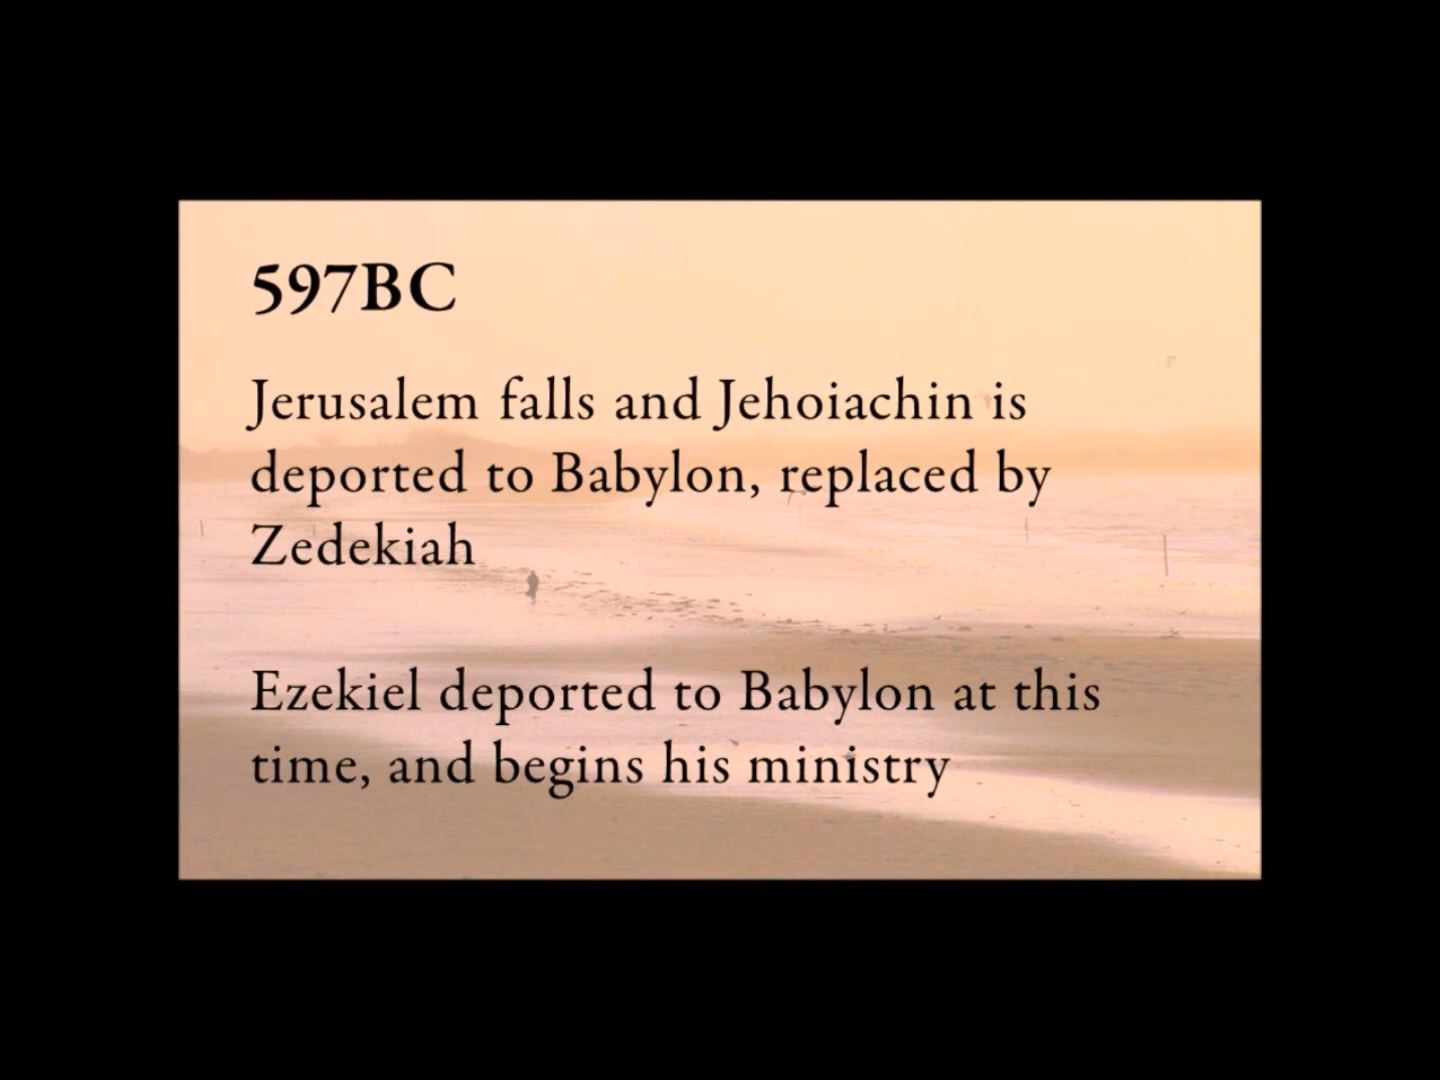 597BC
Jerusalem falls and Jehoiachin is
deported to Babylon, replaced by
Zedekiah
Ezekiel deported to Babylon at this
time, and begins his ministry